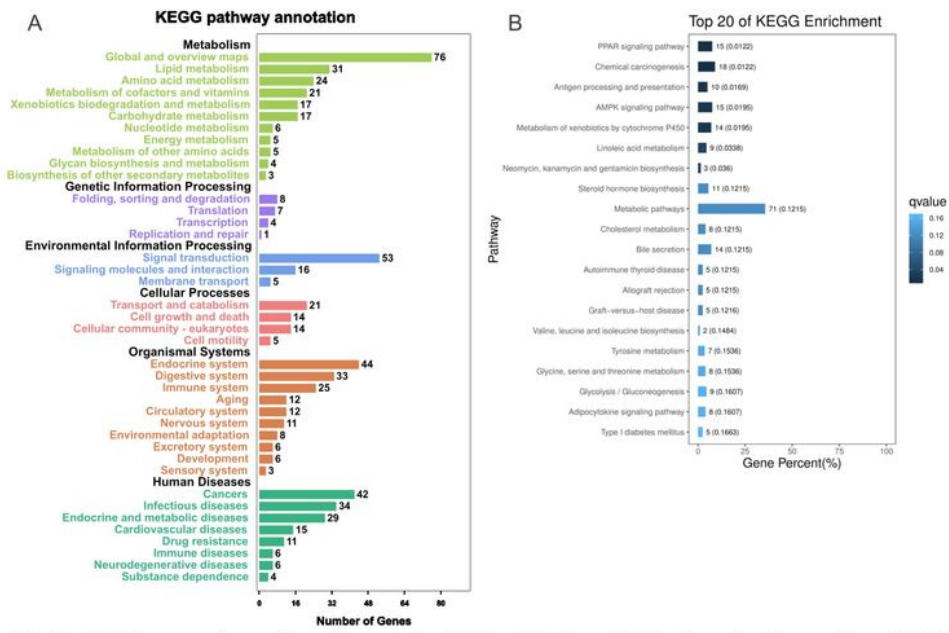 A
KEGG pathway annotation
Metabolism
Global and overview maps 76
Lipid metabolism 31
Amino acid metabolism 24
Metabolism of cofactors and vitamins 21
Xenobiotics biodegradation and metabolism 17
Carbohydrate metabolism 17
Nucleotide metabolism 6
Energy metabolism 5
Metabolism of other amino acids 5
Glycan biosynthesis and metabolism 4
Biosynthesis of other secondary metabolites 3
Genetic Information Processing
Folding, sorting and degradation 8
Translation 7
Transcription 4
Replication and repair 1
Environmental Information Processing
Signal transduction 53
Signaling molecules and interaction 16
Membrane transport 5
Cellular Processes
Transport and catabolism 21
Cell growth and death 14
Cellular community - eukaryotes 14
Cell motility 5
Organismal Systems
Endocrine system 44
Digestive system 33
Immune system 25
Aging 12
Circulatory system 12
Nervous system 11
Environmental adaptation 8
Excretory system 6
Development 6
Sensory system 3
Human Diseases
Cancers 42
Infectious diseases 34
Endocrine and metabolic diseases 29
Cardiovascular diseases 15
Drug resistance 11
Immune diseases 6
Neurodegenerative diseases 6
Substance dependence 4
0 16 32 48 64 80
Number of Genes
B
Top 20 of KEGG Enrichment
Pathway
PPAR signaling pathway 15 (0.0122)
Chemical carcinogenesis 18 (0.0122)
Antigen processing and presentation 10 (0.0169)
AMPK signaling pathway 15 (0.0195)
Metabolism of xenobiotics by cytochrome P450 14 (0.0195)
Linoleic acid metabolism 9 (0.0338)
Neomycin, kanamycin and gentamicin biosynthesis 3 (0.036)
Steroid hormone biosynthesis 11 (0.1215)
Metabolic pathways 71 (0.1215)
Cholesterol metabolism 8 (0.1215)
Bile secretion 14 (0.1215)
Autoimmune thyroid disease 5 (0.1215)
Allograft rejection 5 (0.1215)
Graft-versus-host disease 5 (0.1216)
Valine, leucine and isoleucine biosynthesis 2 (0.1484)
Tyrosine metabolism 7 (0.1536)
Glycine, serine and threonine metabolism 8 (0.1536)
Glycolysis / Gluconeogenesis 9 (0.1607)
Adipocytokine signaling pathway 8 (0.1607)
Type I diabetes mellitus 5 (0.1663)
0 25 50 75 100
Gene Percent(%)
qvalue
0.16
0.12
0.08
0.04